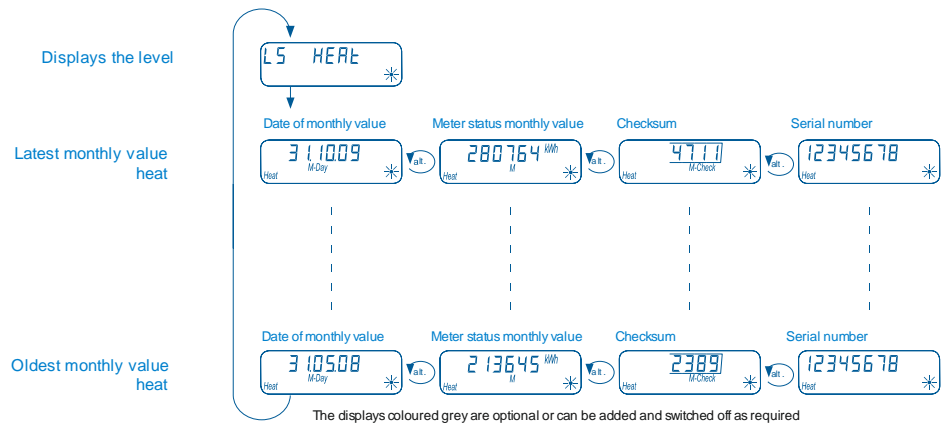 Displays the level
L5 HEAt
Date of monthly value Meter status monthly value Checksum Serial number
Latest monthly value
heat
31.10.09 M-Day Heat alt. 280764 kWh M Heat alt. 4711 M-Check Heat alt. 12345678 Heat
Date of monthly value Meter status monthly value Checksum Serial number
Oldest monthly value
heat
31.05.08 M-Day Heat alt. 213645 kWh M Heat alt. 2389 M-Check Heat alt. 12345678 Heat
The displays coloured grey are optional or can be added and switched off as required